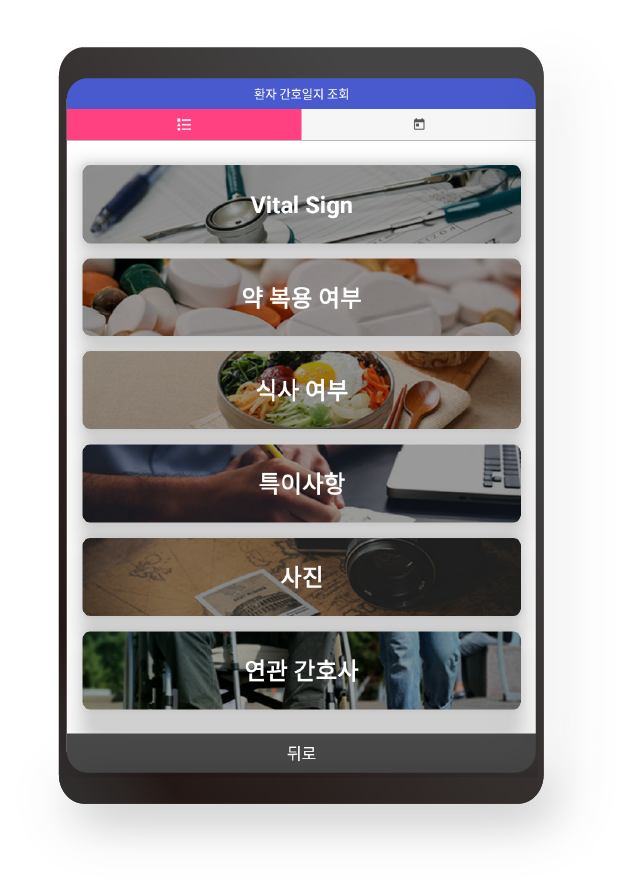 환자 간호일지 조회
Vital Sign
약 복용 여부
식사 여부
특이사항
사진
연관 간호사
뒤로